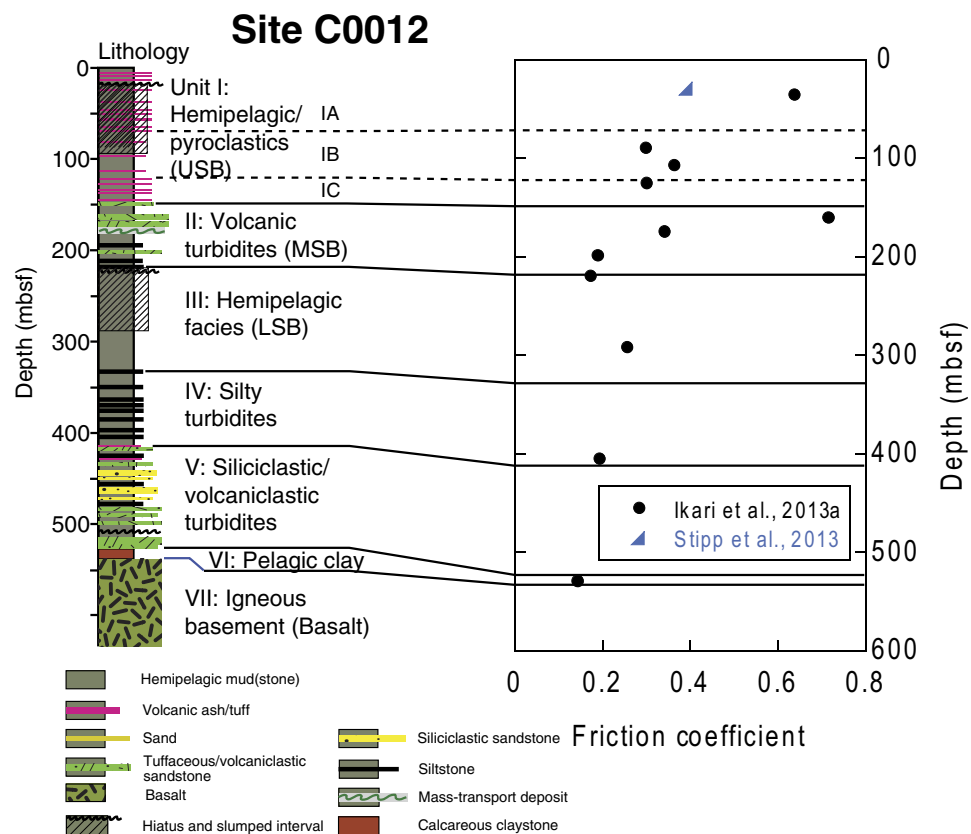 Site C0012
Lithology
0
100
200
300
400
500
Depth (mbsf)
Unit I:
Hemipelagic/
pyroclastics
(USB)
IA
IB
IC
II: Volcanic
turbidites (MSB)
III: Hemipelagic
facies (LSB)
IV: Silty
turbidites
V: Siliciclastic/
volcaniclastic
turbidites
VI: Pelagic clay
VII: Igneous
basement (Basalt)
0
100
200
300
400
500
600
Depth (mbsf)
Ikari et al., 2013a
Stipp et al., 2013
0 0.2 0.4 0.6 0.8
Friction coefficient
Hemipelagic mud(stone)
Volcanic ash/tuff
Sand
Tuffaceous/volcaniclastic
sandstone
Basalt
Hiatus and slumped interval
Siliciclastic sandstone
Siltstone
Mass-transport deposit
Calcareous claystone